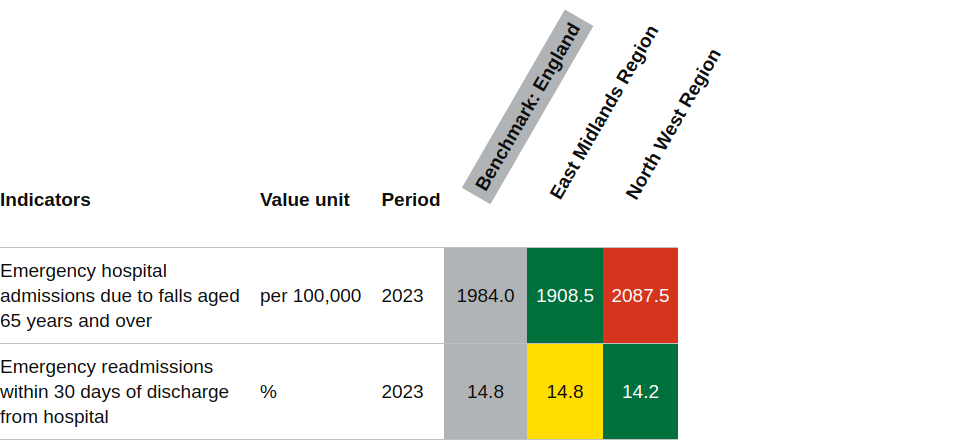 Benchmark: England
East Midlands Region
North West Region
Indicators Value unit Period
Emergency hospital
admissions due to falls aged per 100,000 2023 1984.0 1908.5 2087.5
65 years and over
Emergency readmissions
within 30 days of discharge % 2023 14.8 14.8 14.2
from hospital